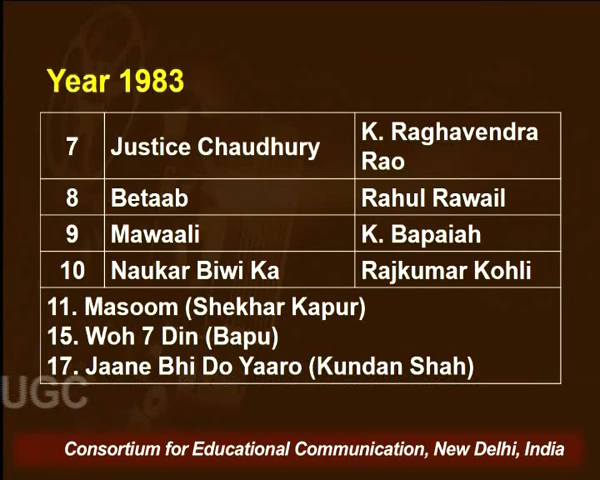 Year 1983
7 Justice Chaudhury K. Raghavendra
Rao
8 Betaab Rahul Rawail
9 Mawaali K. Bapaiah
10 Naukar Biwi Ka Rajkumar Kohli
11. Masoom (Shekhar Kapur)
15. Woh 7 Din (Bapu)
17. Jaane Bhi Do Yaaro (Kundan Shah)
UGC
Consortium for Educational Communication, New Delhi, India